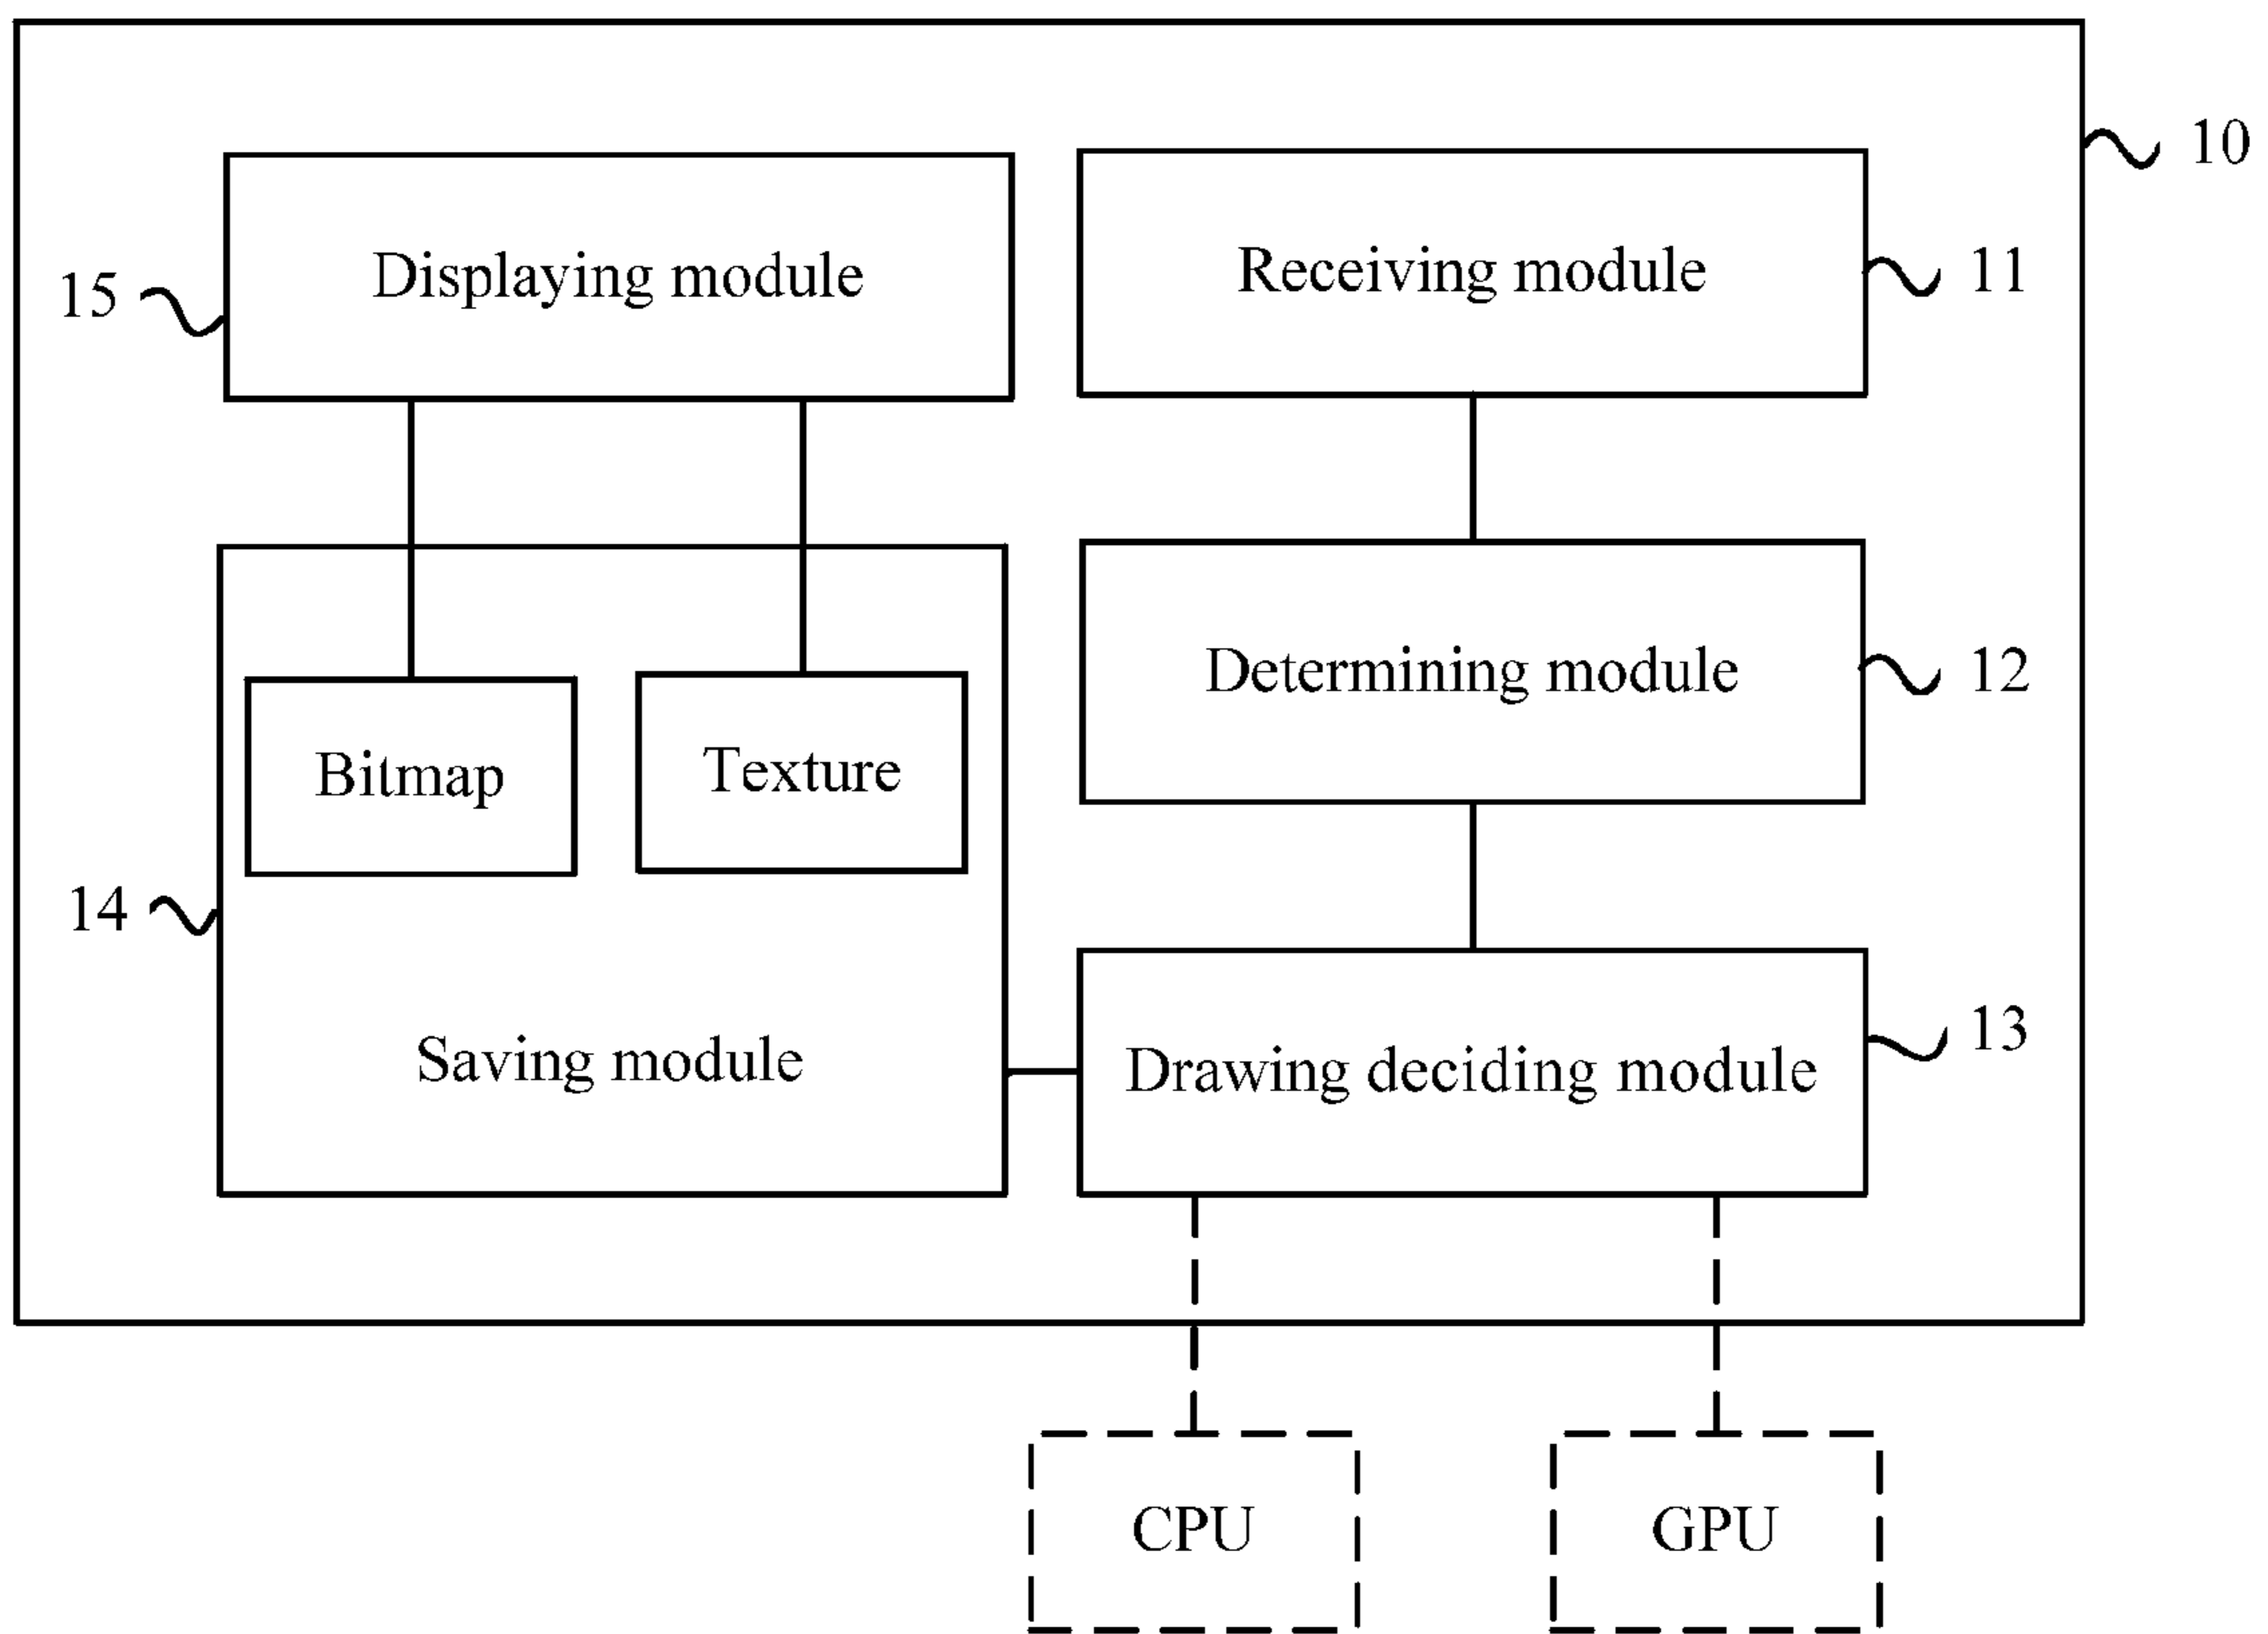 10
Displaying module
Receiving module
15
11
Determining module
12
Bitmap
Texture
14
Saving module
Drawing deciding module
13
CPU
GPU